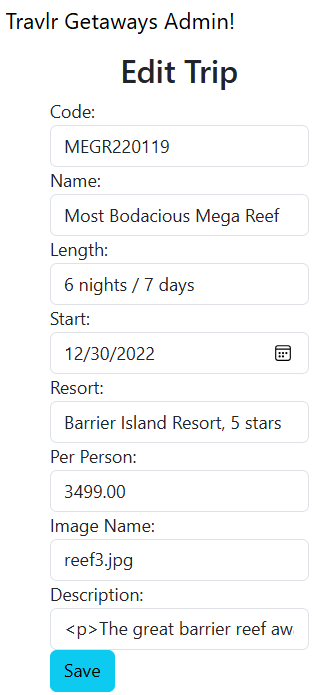 Travlr Getaways Admin!
Edit Trip
Code:
MEGR220119
Name:
Most Bodacious Mega Reef
Length:
6 nights / 7 days
Start:
12/30/2022
Resort:
Barrier Island Resort, 5 stars
Per Person:
3499.00
Image Name:
reef3.jpg
Description:
<p>The great barrier reef aw
Save